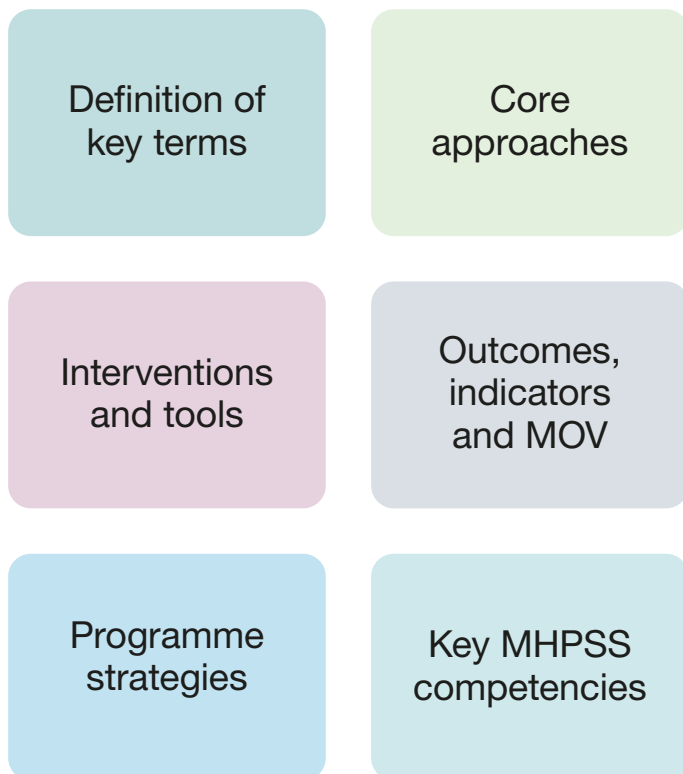 Definition of
key terms
Core
approaches
Interventions
and tools
Outcomes,
indicators
and MOV
Programme
strategies
Key MHPSS
competencies